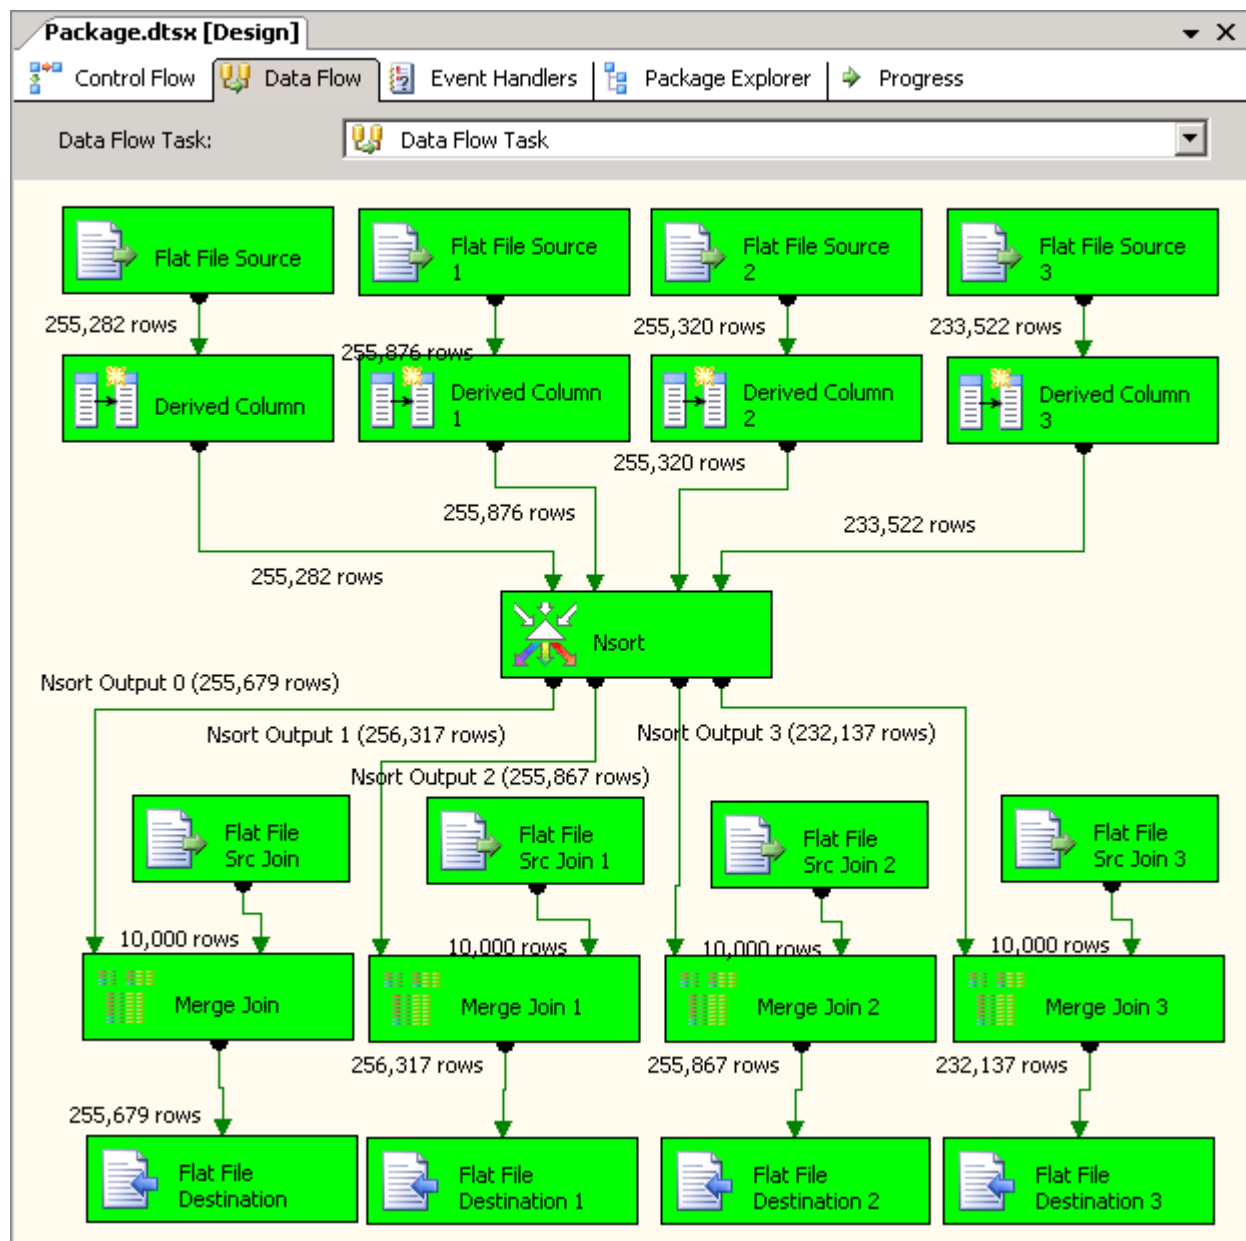 Package.dtsx [Design]
Control Flow
Data Flow
Event Handlers
Package Explorer
Progress
Data Flow Task:
Data Flow Task
Flat File Source
Flat File Source
1
Flat File Source
2
Flat File Source
3
255,282 rows
255,876 rows
255,320 rows
233,522 rows
Derived Column
Derived Column
1
Derived Column
2
Derived Column
3
255,282 rows
255,876 rows
255,320 rows
233,522 rows
Nsort
Nsort Output 0 (255,679 rows)
Nsort Output 1 (256,317 rows)
Nsort Output 3 (232,137 rows)
Nsort Output 2 (255,867 rows)
Flat File
Src Join
Flat File
Src Join 1
Flat File
Src Join 2
Flat File
Src Join 3
10,000 rows
10,000 rows
10,000 rows
10,000 rows
Merge Join
Merge Join 1
Merge Join 2
Merge Join 3
255,679 rows
256,317 rows
255,867 rows
232,137 rows
Flat File
Destination
Flat File
Destination 1
Flat File
Destination 2
Flat File
Destination 3